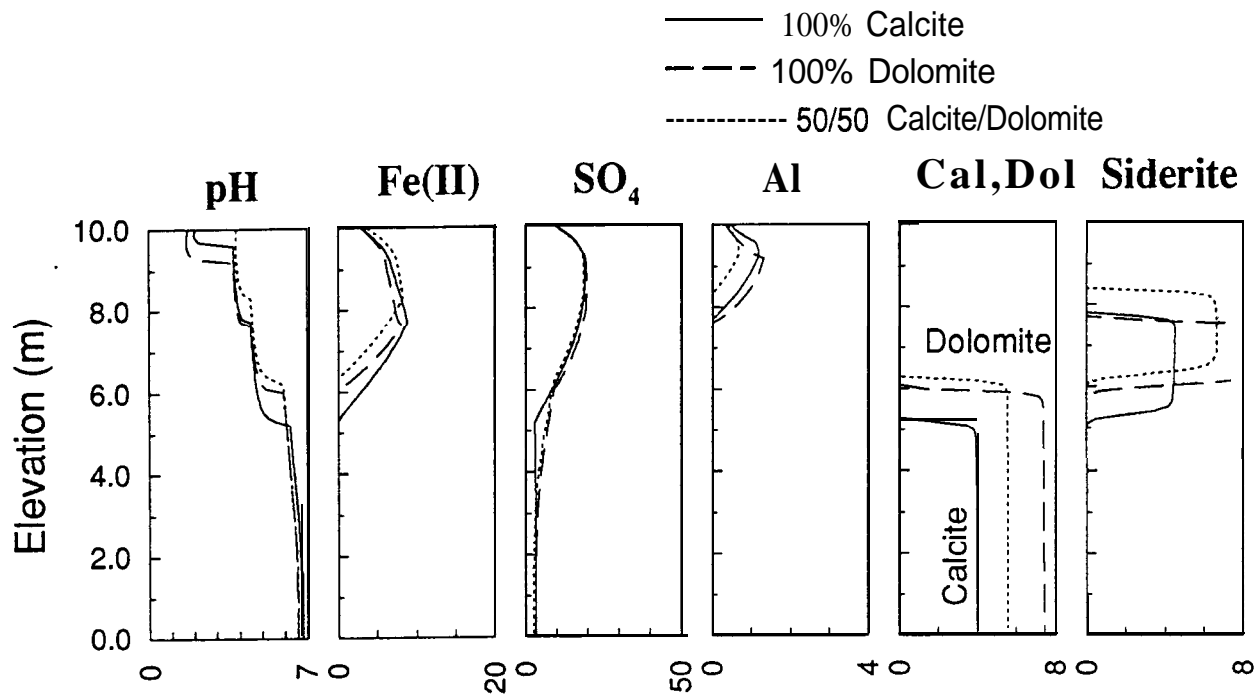 100% Calcite
100% Dolomite
50/50 Calcite/Dolomite
pH Fe(II) SO₄ Al Cal,Dol Siderite
Elevation (m)
10.0
8.0
6.0
4.0
2.0
0.0
Dolomite
Calcite
0 7 0 20 0 50 0 4 0 8 0 8